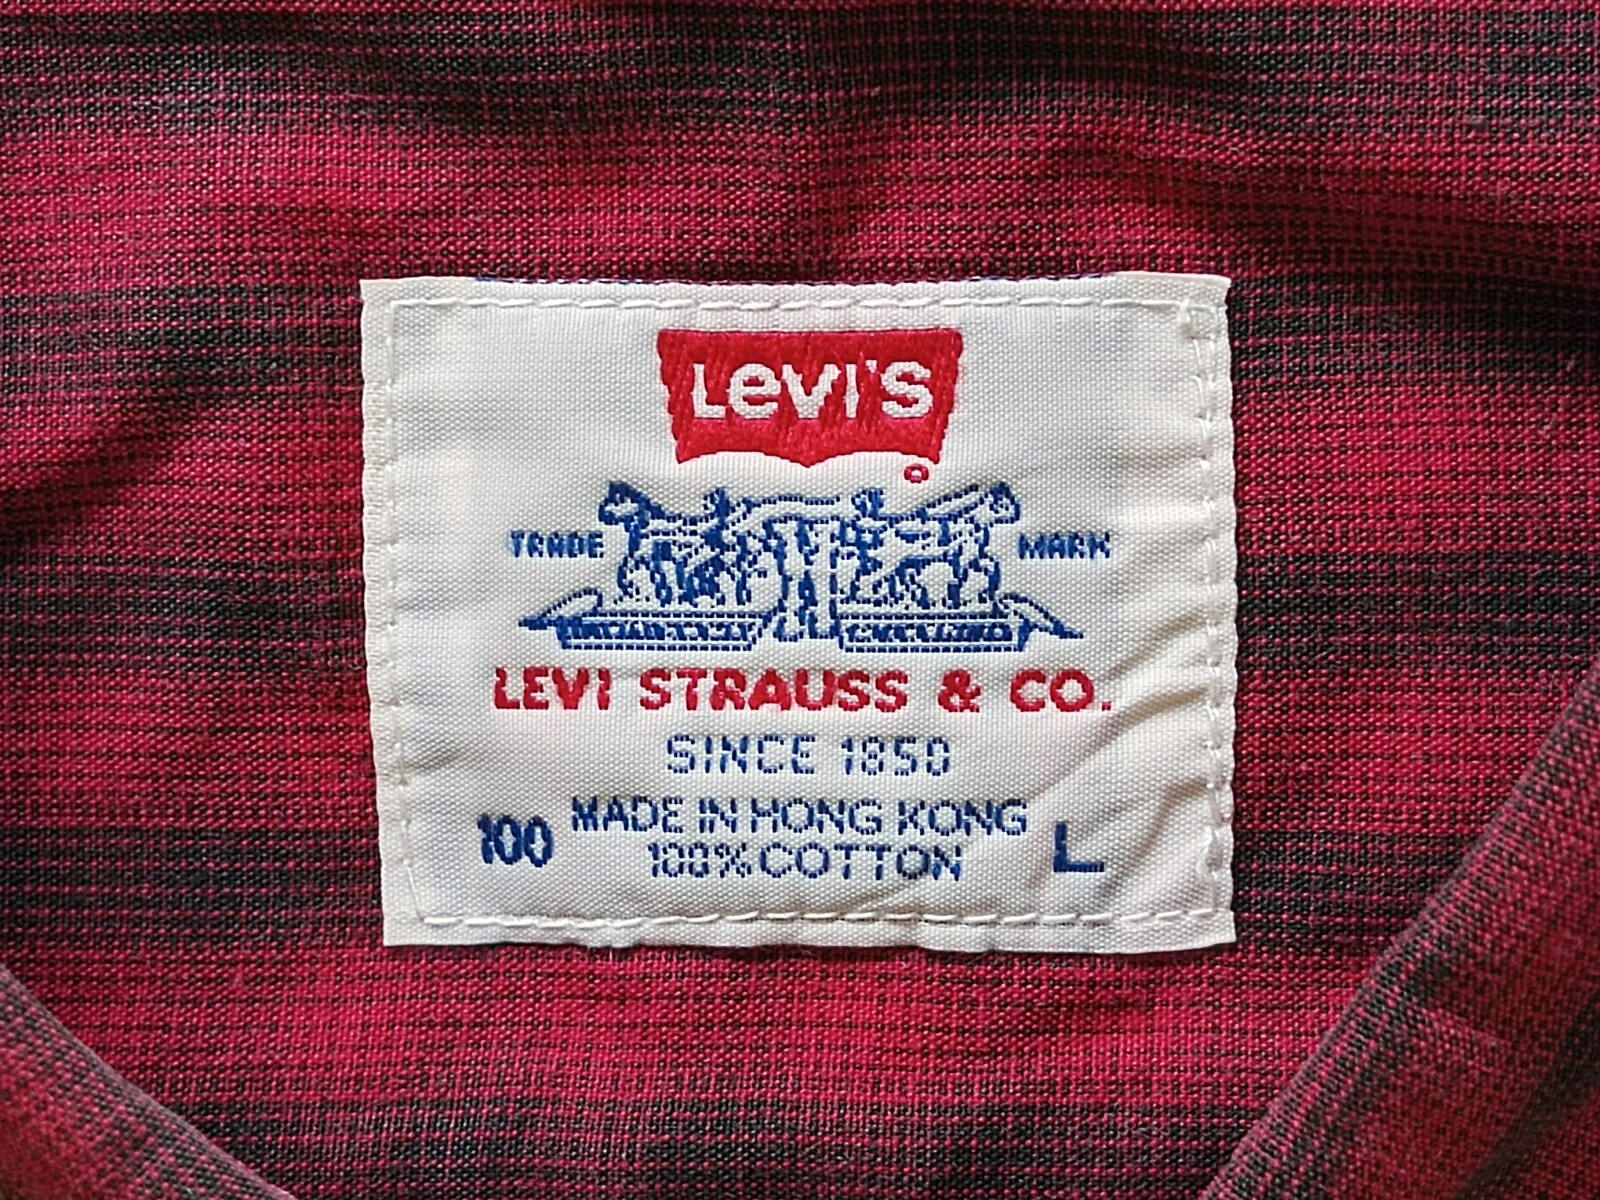 LEVI'S
TRADE MARK
LEVI STRAUSS & CO.
SINCE 1850
MADE IN HONG KONG
100 L
100% COTTON